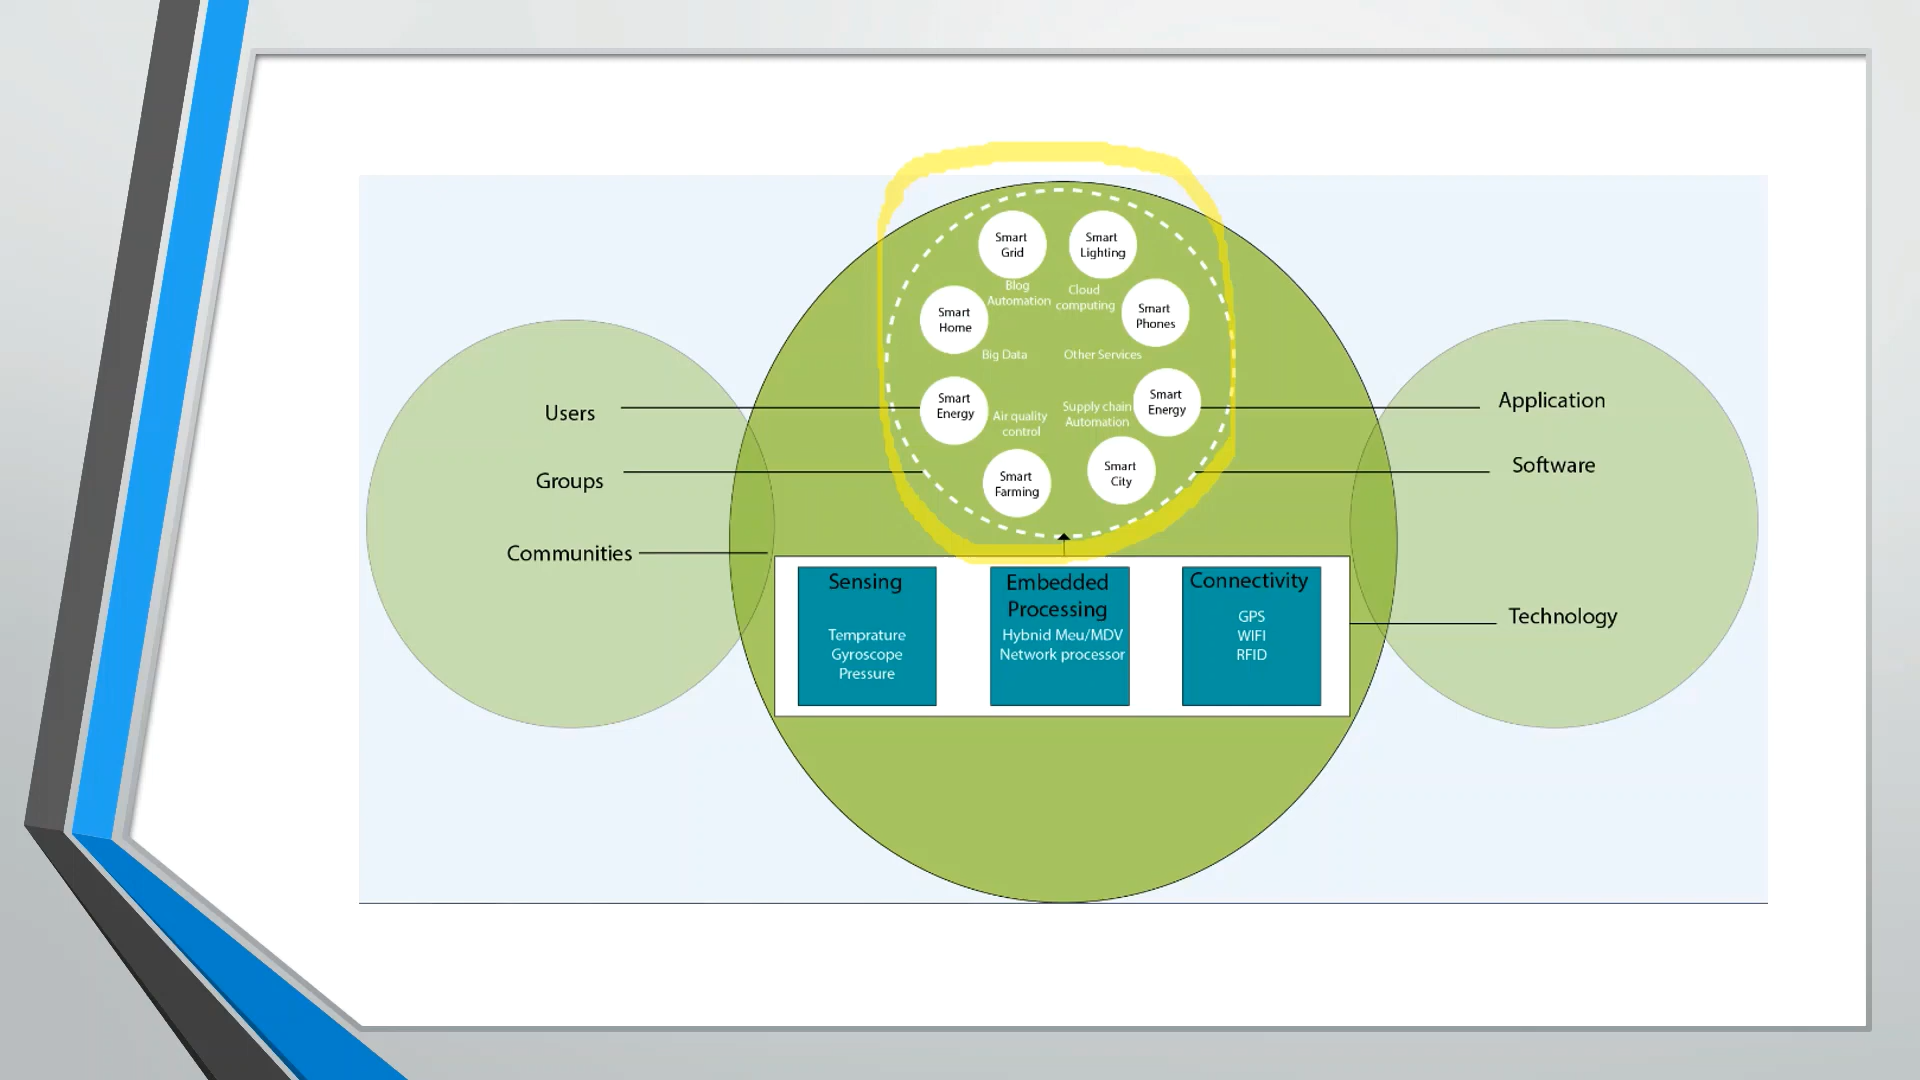 Smart
Grid
Smart
Lighting
Blog
Automation
Cloud
computing
Smart
Home
Smart
Phones
Big Data
Other Services
Smart
Energy
Air quality
control
Supply chain
Automation
Smart
Energy
Smart
Farming
Smart
City
Users
Groups
Communities
Application
Software
Technology
Sensing
Temprature
Gyroscope
Pressure
Embedded
Processing
Hybnid Meu/MDV
Network processor
Connectivity
GPS
WIFI
RFID